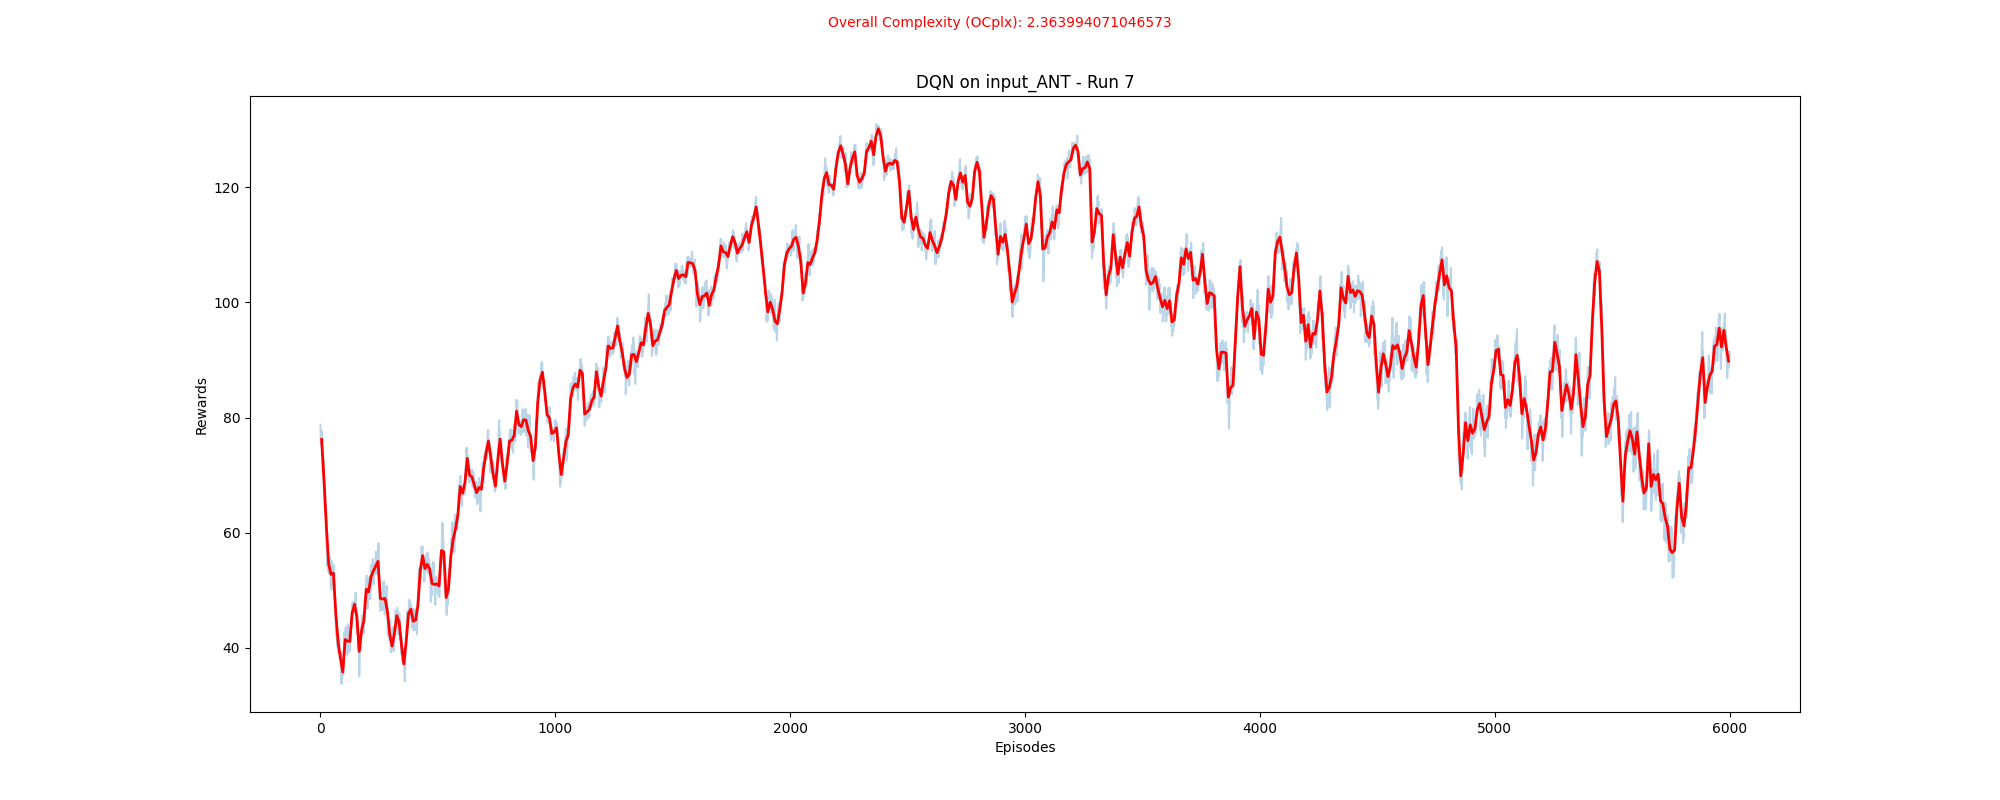 Overall Complexity (OCplx): 2.363994071046573
DQN on input_ANT - Run 7
120
100
80
60
40
Rewards
0 1000 2000 3000 4000 5000 6000
Episodes